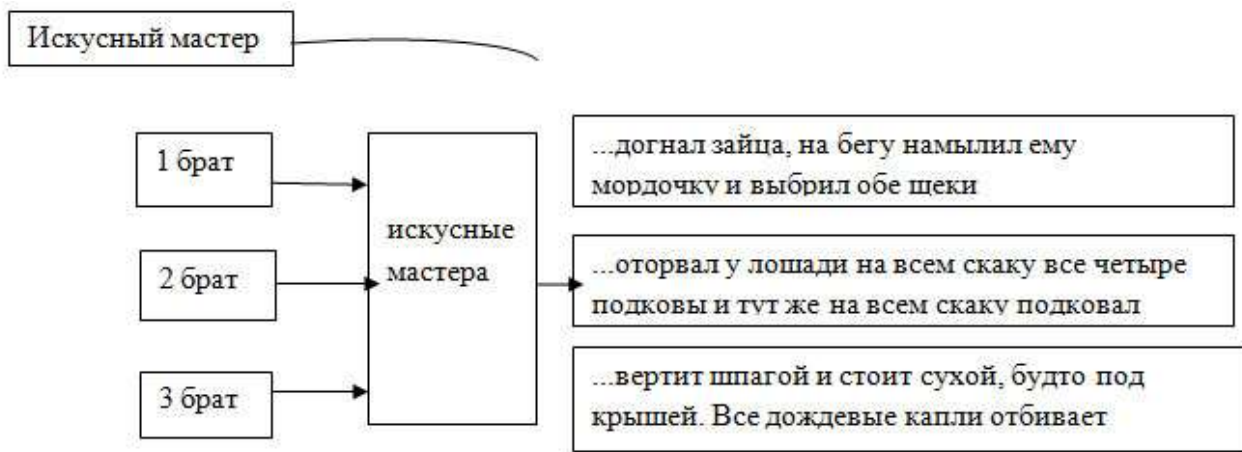 Искусный мастер
1 брат
2 брат
3 брат
искусные
мастера
...догнал зайца, на бегу намылил ему
мордочку и выбрил обе щеки
...оторвал у лошади на всем скаку все четыре
подковы и тут же на всем скаку подковал
...вертит шпагой и стоит сухой, будто под
крышей. Все дождевые капли отбивает